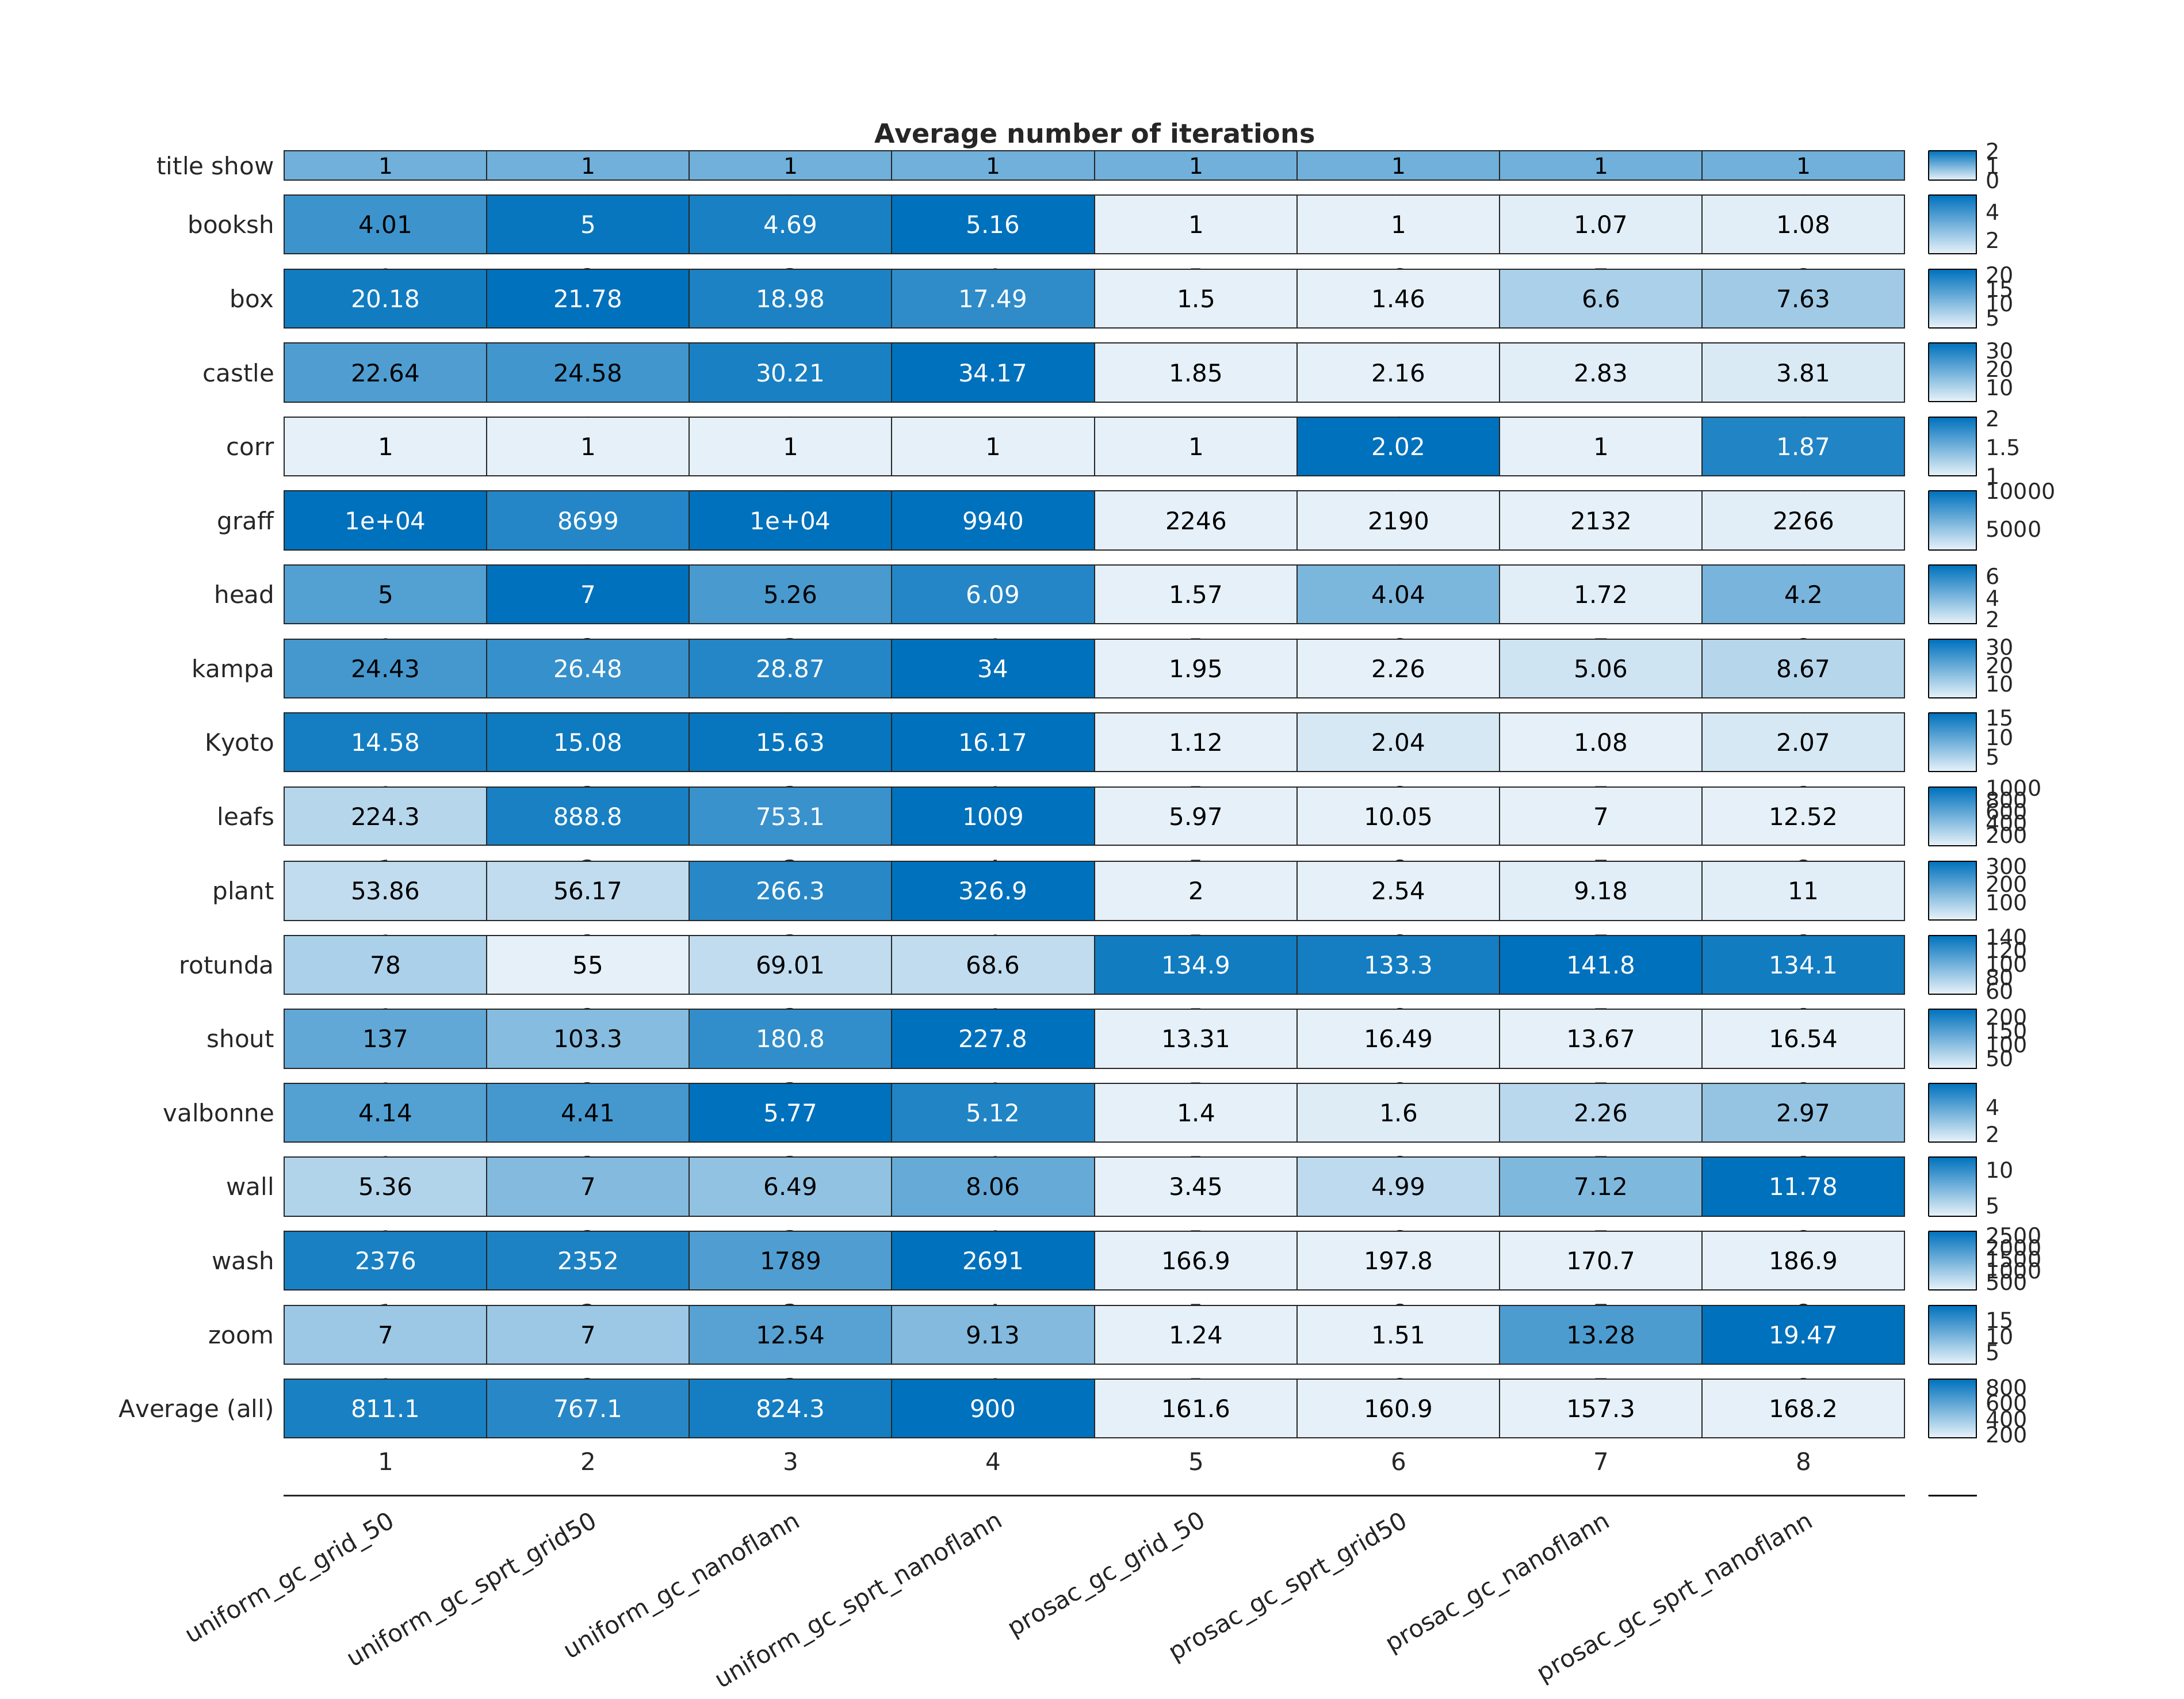 Average number of iterations
title show 1 1 1 1 1 1 1 1 2 1 0
booksh 4.01 5 4.69 5.16 1 1 1.07 1.08 4 2
box 20.18 21.78 18.98 17.49 1.5 1.46 6.6 7.63 20 15 10 5
castle 22.64 24.58 30.21 34.17 1.85 2.16 2.83 3.81 30 20 10
corr 1 1 1 1 1 2.02 1 1.87 2 1.5 1
graff 1e+04 8699 1e+04 9940 2246 2190 2132 2266 10000 5000
head 5 7 5.26 6.09 1.57 4.04 1.72 4.2 6 4 2
kampa 24.43 26.48 28.87 34 1.95 2.26 5.06 8.67 30 20 10
Kyoto 14.58 15.08 15.63 16.17 1.12 2.04 1.08 2.07 15 10 5
leafs 224.3 888.8 753.1 1009 5.97 10.05 7 12.52 1000 800 600 400 200
plant 53.86 56.17 266.3 326.9 2 2.54 9.18 11 300 200 100
rotunda 78 55 69.01 68.6 134.9 133.3 141.8 134.1 140 120 100 80 60
shout 137 103.3 180.8 227.8 13.31 16.49 13.67 16.54 200 150 100 50
valbonne 4.14 4.41 5.77 5.12 1.4 1.6 2.26 2.97 4 2
wall 5.36 7 6.49 8.06 3.45 4.99 7.12 11.78 10 5
wash 2376 2352 1789 2691 166.9 197.8 170.7 186.9 2500 2000 1500 1000 500
zoom 7 7 12.54 9.13 1.24 1.51 13.28 19.47 15 10 5
Average (all) 811.1 767.1 824.3 900 161.6 160.9 157.3 168.2 800 600 400 200
1 2 3 4 5 6 7 8
uniform_gc_grid_50
uniform_gc_sprt_grid50
uniform_gc_nanoflann
uniform_gc_sprt_nanoflann
prosac_gc_grid_50
prosac_gc_sprt_grid50
prosac_gc_nanoflann
prosac_gc_sprt_nanoflann